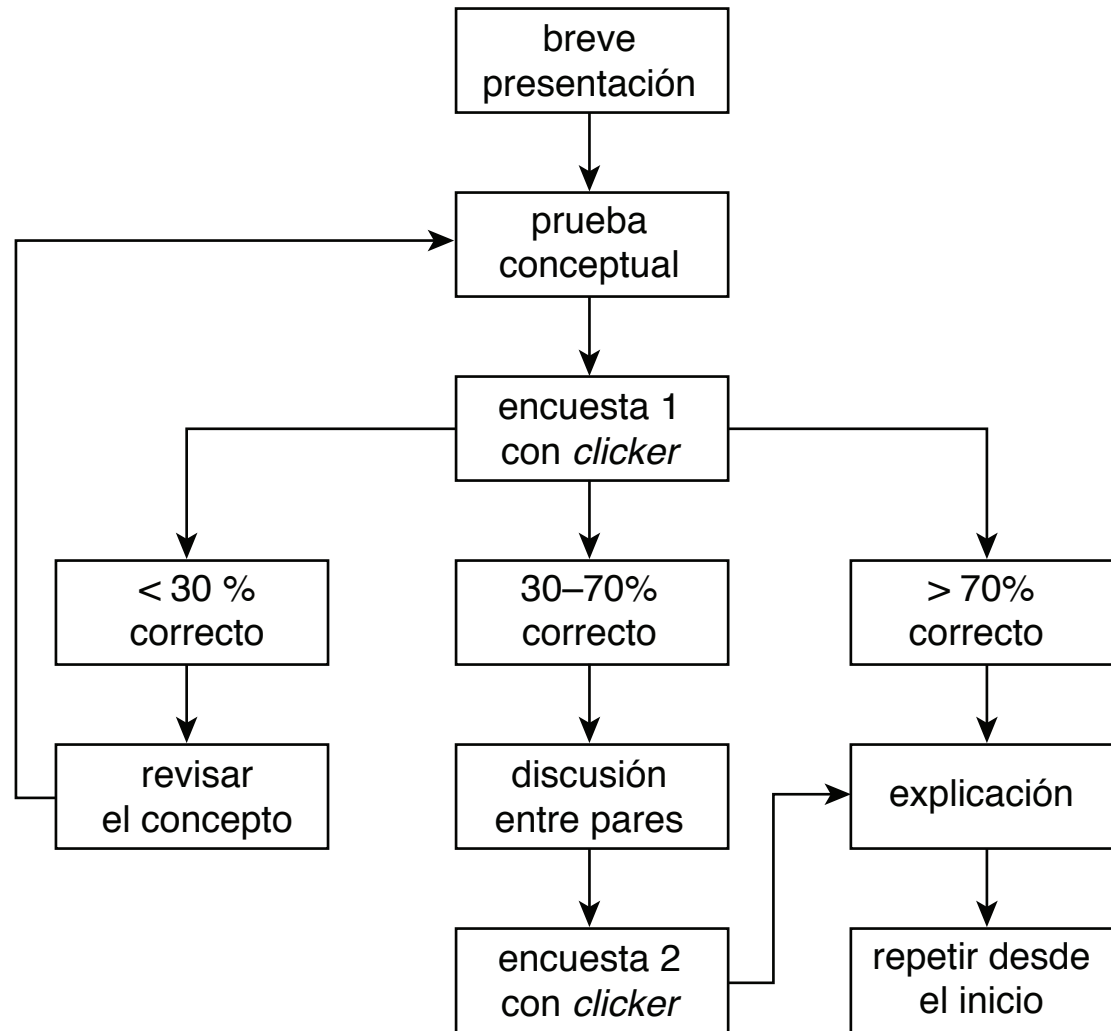 breve
presentación
prueba
conceptual
encuesta 1
con clicker
< 30 %
correcto
30–70%
correcto
> 70%
correcto
revisar
el concepto
discusión
entre pares
explicación
encuesta 2
con clicker
repetir desde
el inicio